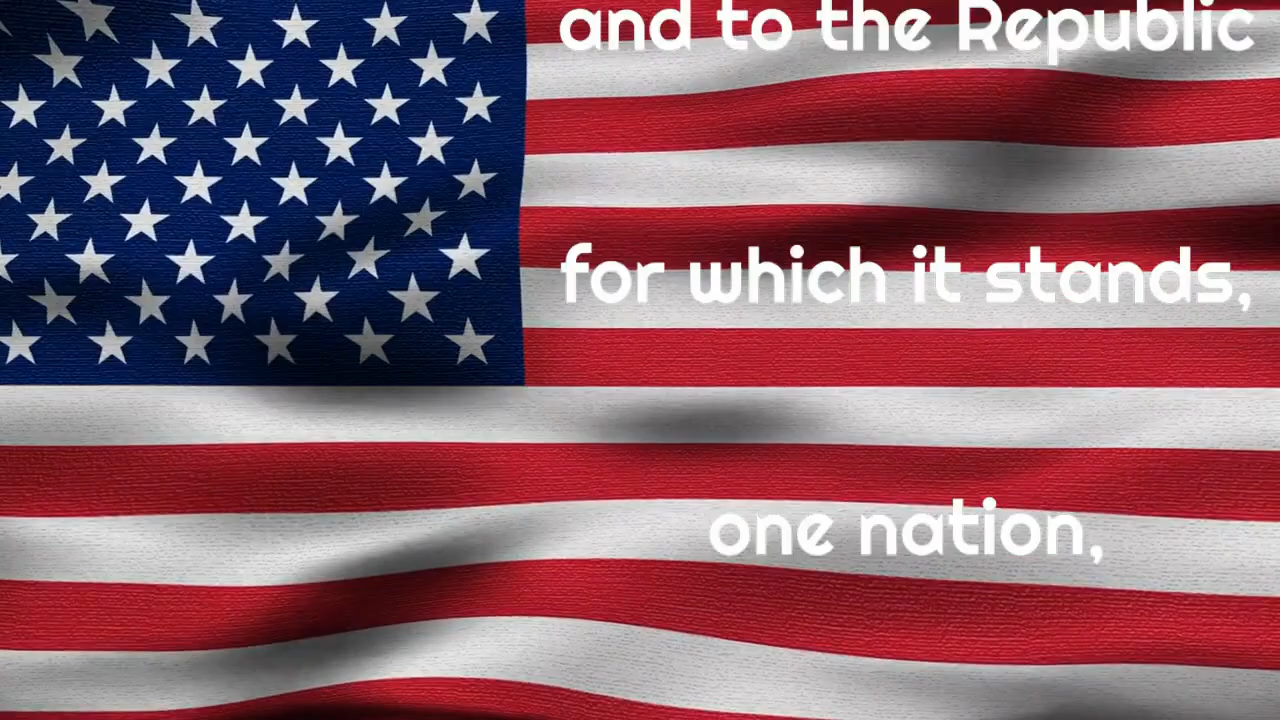 and to the Republic
for which it stands,
one nation,